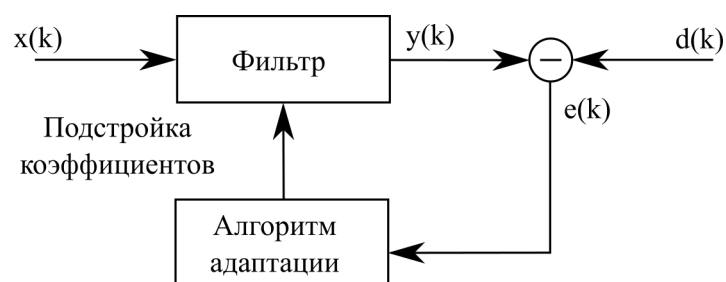 x(k)
Фильтр
y(k)
−
d(k)
e(k)
Подстройка
коэффициентов
Алгоритм
адаптации